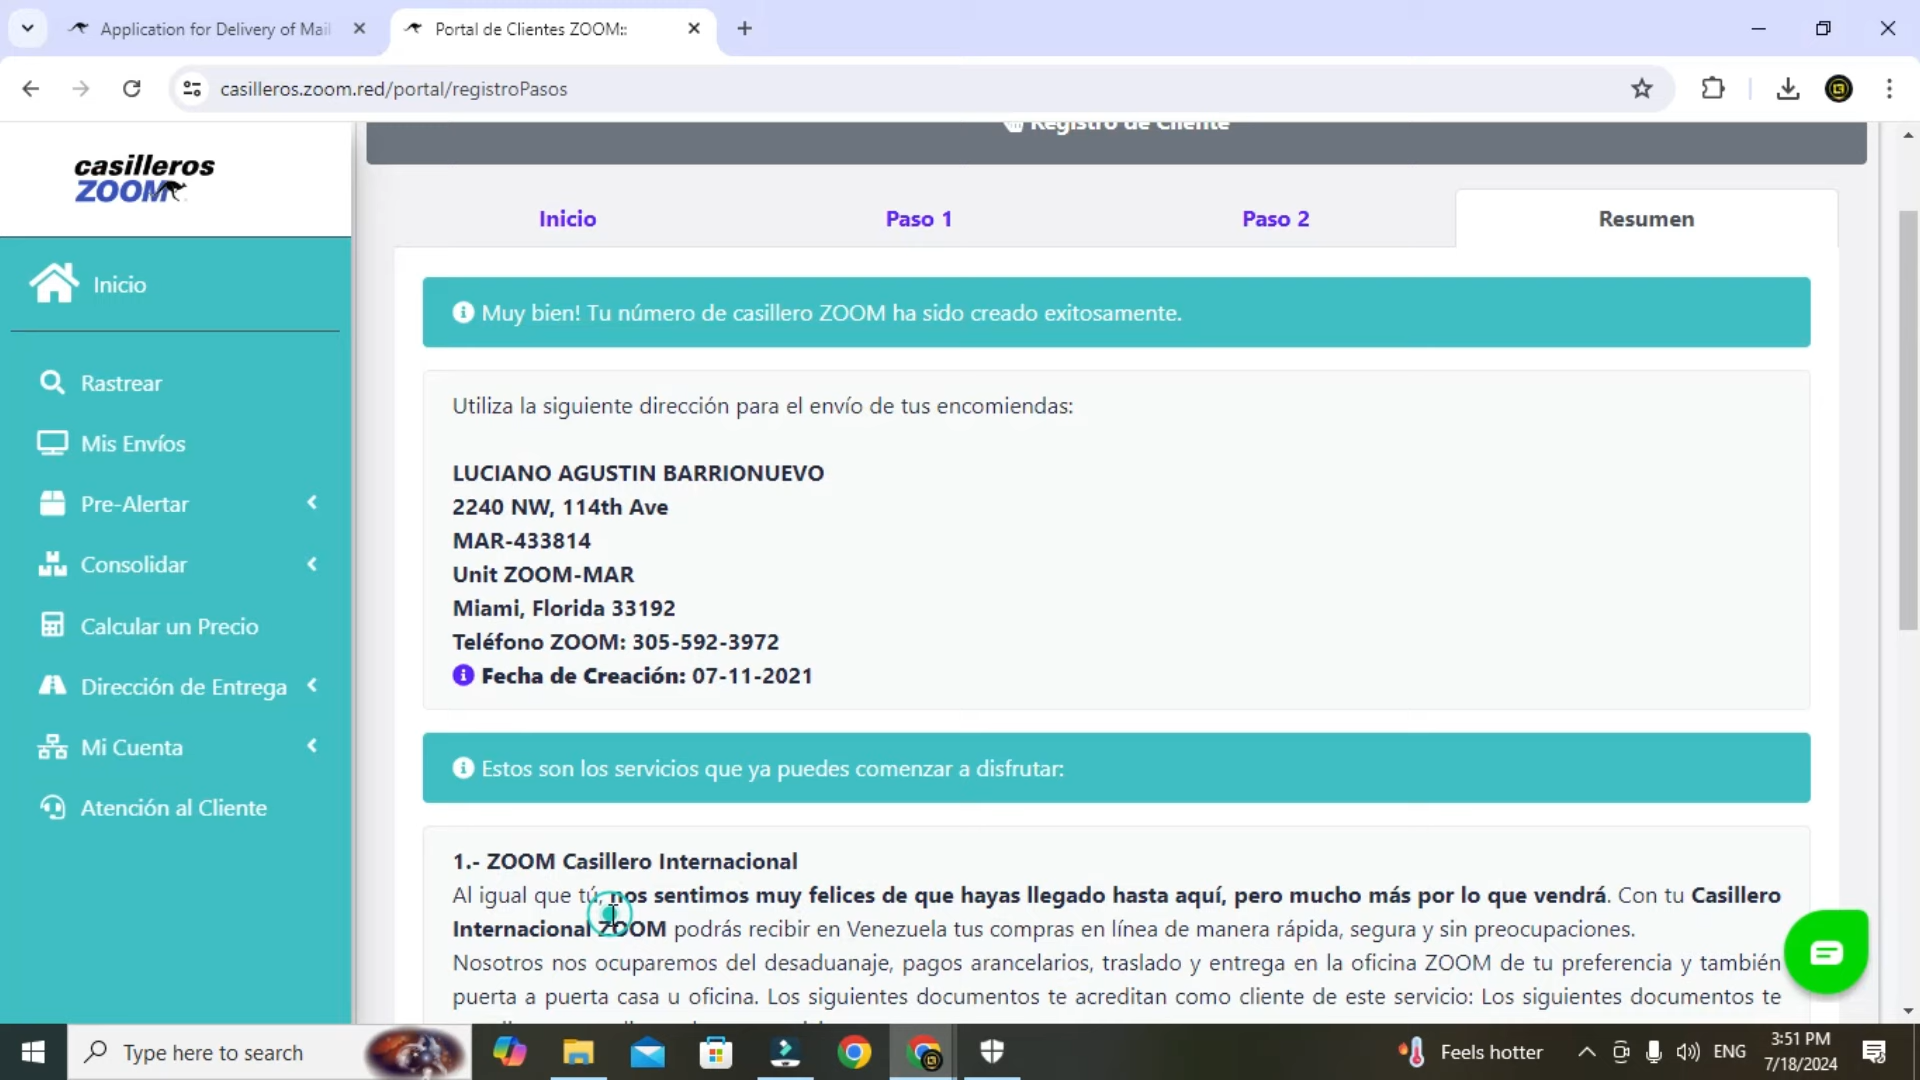 Application for Delivery of Mail
Portal de Clientes ZOOM::
casilleros.zoom.red/portal/registroPasos
casilleros
ZOOM
Registro de Cliente
Inicio
Paso 1
Paso 2
Resumen
Inicio
Rastrear
Mis Envíos
Pre-Alertar
Consolidar
Calcular un Precio
Dirección de Entrega
Mi Cuenta
Atención al Cliente
Muy bien! Tu número de casillero ZOOM ha sido creado exitosamente.
Utiliza la siguiente dirección para el envío de tus encomiendas:
LUCIANO AGUSTIN BARRIONUEVO
2240 NW, 114th Ave
MAR-433814
Unit ZOOM-MAR
Miami, Florida 33192
Teléfono ZOOM: 305-592-3972
Fecha de Creación: 07-11-2021
Estos son los servicios que ya puedes comenzar a disfrutar:
1.- ZOOM Casillero Internacional
Al igual que tú, nos sentimos muy felices de que hayas llegado hasta aquí, pero mucho más por lo que vendrá. Con tu Casillero
Internacional ZOOM podrás recibir en Venezuela tus compras en línea de manera rápida, segura y sin preocupaciones.
Nosotros nos ocuparemos del desaduanaje, pagos arancelarios, traslado y entrega en la oficina ZOOM de tu preferencia y también
puerta a puerta casa u oficina. Los siguientes documentos te acreditan como cliente de este servicio: Los siguientes documentos te
Type here to search
Feels hotter
ENG
3:51 PM
7/18/2024